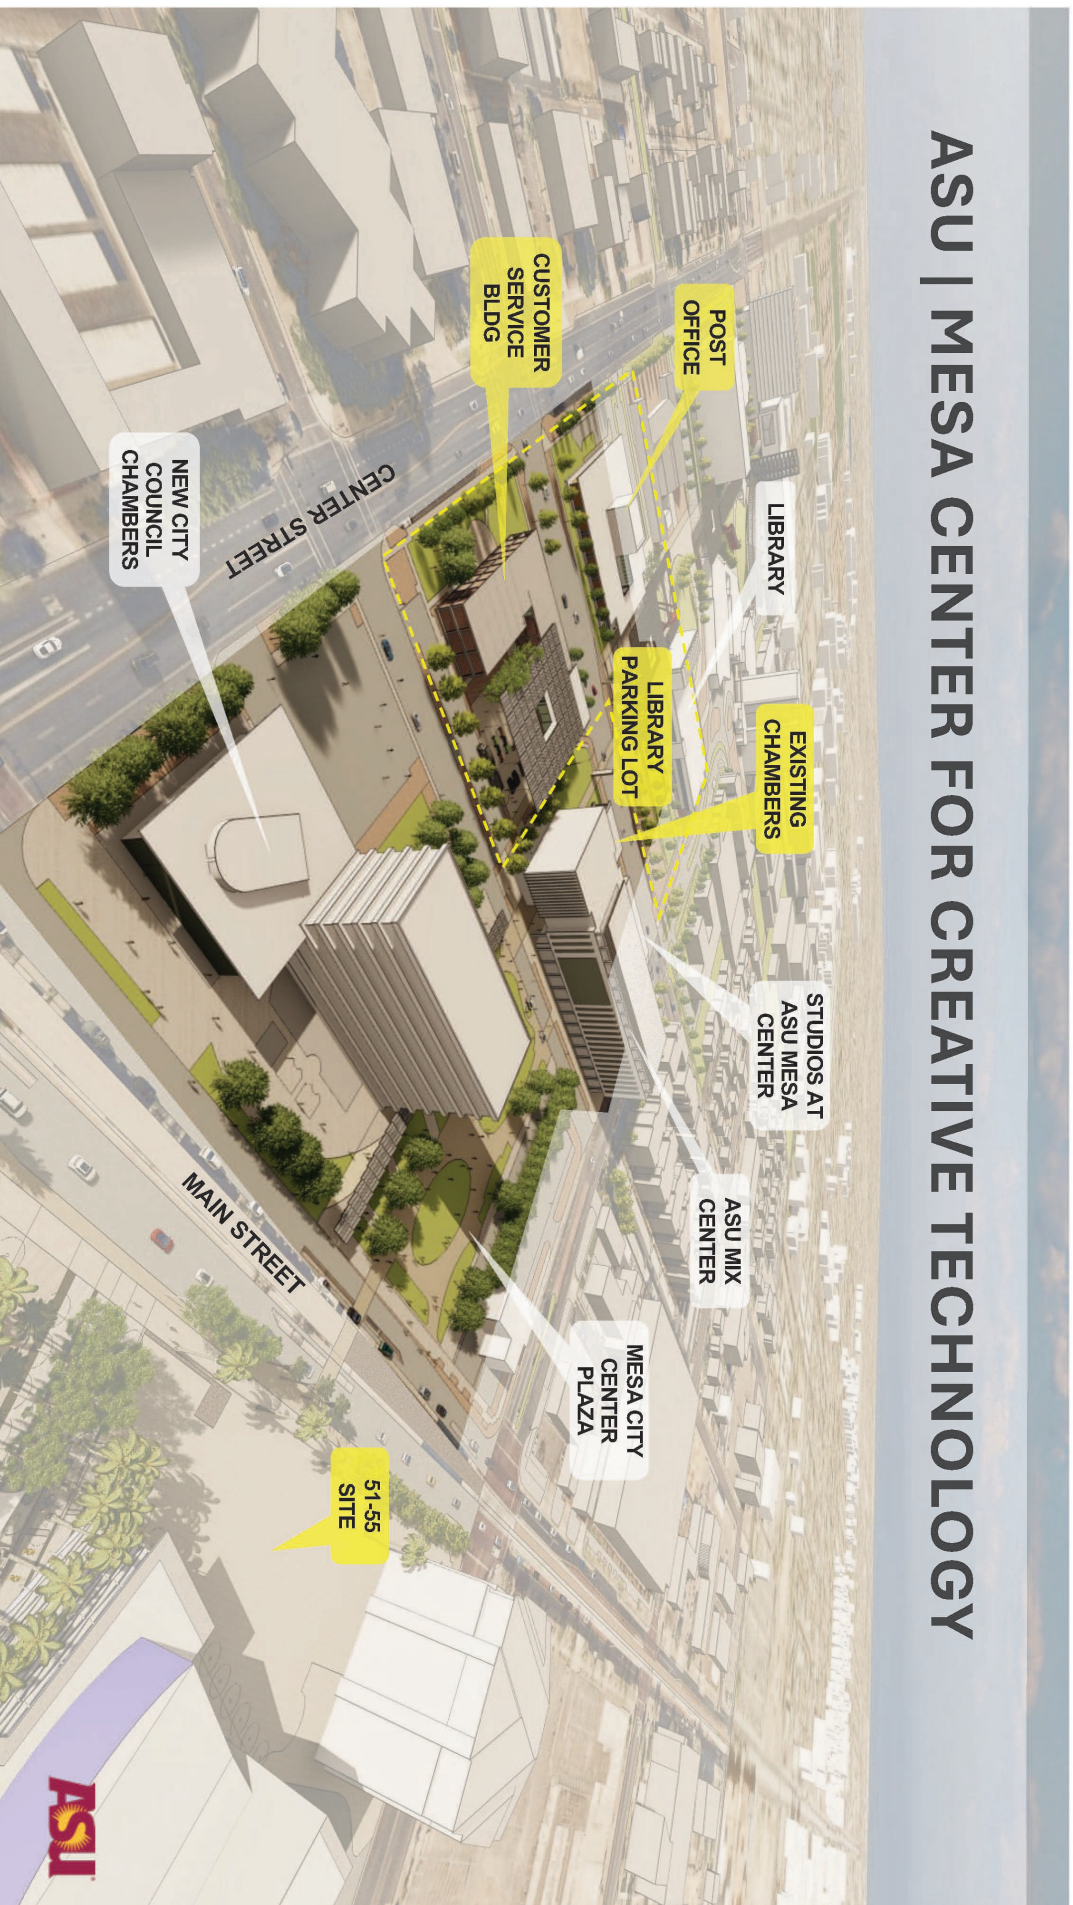 ASU | MESA CENTER FOR CREATIVE TECHNOLOGY
POST
OFFICE
LIBRARY
EXISTING
CHAMBERS
STUDIOS AT
ASU MESA
CENTER
CUSTOMER
SERVICE
BLDG
LIBRARY
PARKING LOT
ASU MIX
CENTER
MESA CITY
CENTER
PLAZA
CENTER STREET
51-55
SITE
NEW CITY
COUNCIL
CHAMBERS
MAIN STREET
ASU